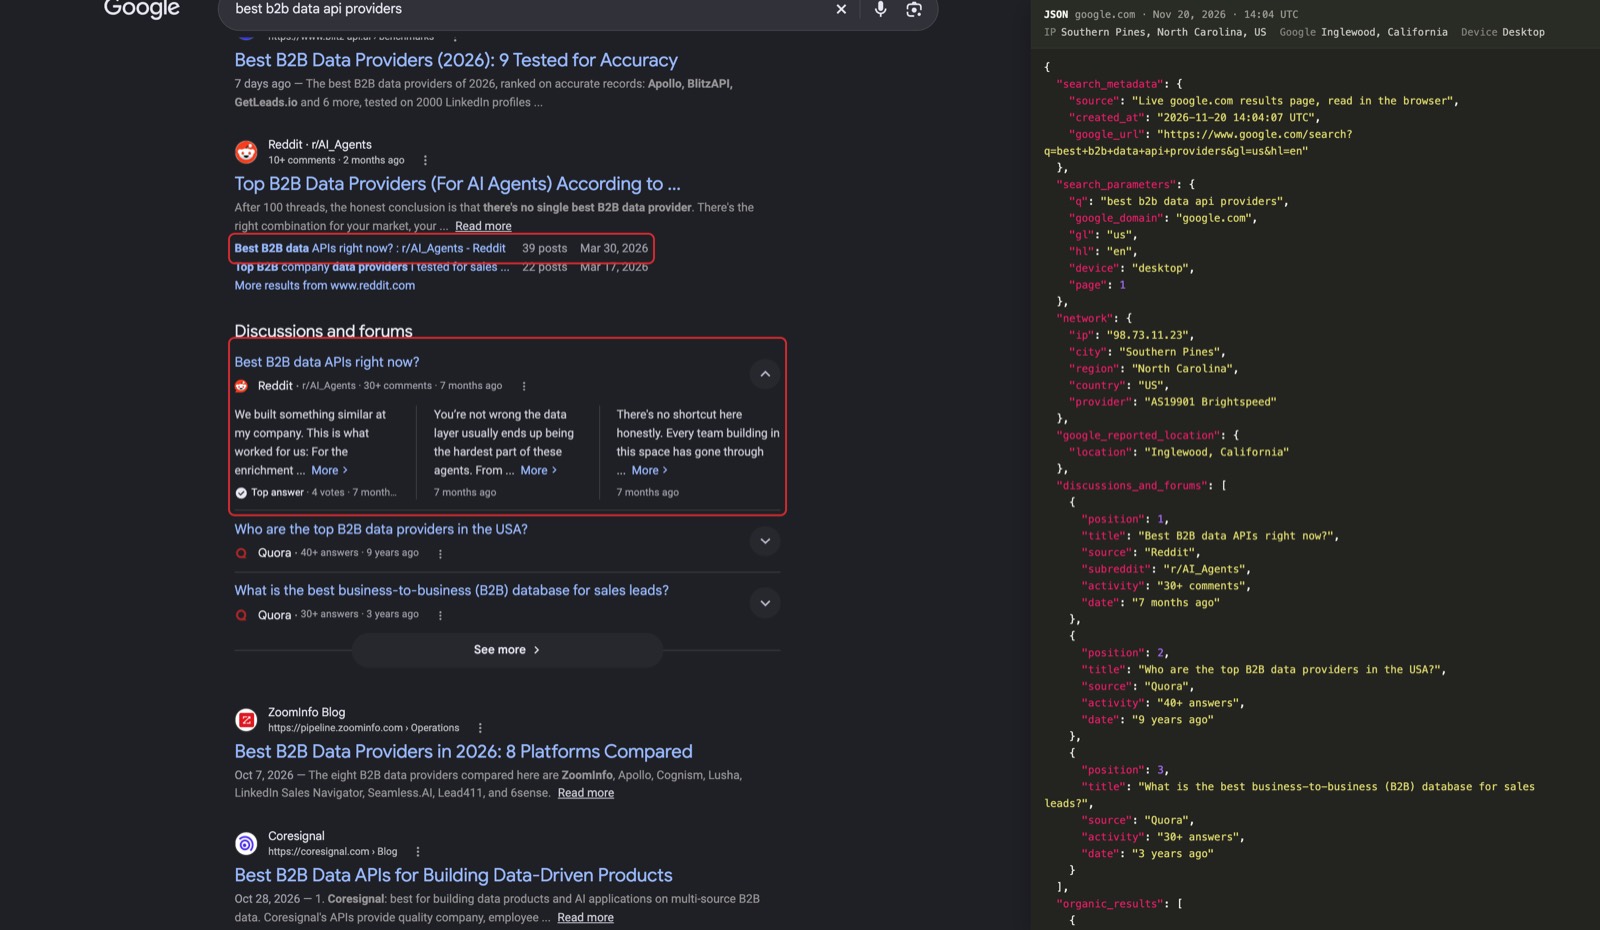 Google
best b2b data api providers
https://www.blitz-api.ai › benchmarks
Best B2B Data Providers (2026): 9 Tested for Accuracy
7 days ago — The best B2B data providers of 2026, ranked on accurate records: Apollo, BlitzAPI,
GetLeads.io and 6 more, tested on 2000 LinkedIn profiles ...
Reddit · r/AI_Agents
10+ comments · 2 months ago
Top B2B Data Providers (For AI Agents) According to ...
After 100 threads, the honest conclusion is that there's no single best B2B data provider. There's the
right combination for your market, your ... Read more
Best B2B data APIs right now? : r/AI_Agents - Reddit 39 posts Mar 30, 2026
Top B2B company data providers I tested for sales ... 22 posts Mar 17, 2026
More results from www.reddit.com
Discussions and forums
Best B2B data APIs right now?
Reddit · r/AI_Agents · 30+ comments · 7 months ago
We built something similar at
my company. This is what
worked for us: For the
enrichment ... More ›
Top answer · 4 votes · 7 month...
You're not wrong the data
layer usually ends up being
the hardest part of these
agents. From ... More ›
7 months ago
There's no shortcut here
honestly. Every team building in
this space has gone through
... More ›
7 months ago
Who are the top B2B data providers in the USA?
Quora · 40+ answers · 9 years ago
What is the best business-to-business (B2B) database for sales leads?
Quora · 30+ answers · 3 years ago
See more ›
ZoomInfo Blog
https://pipeline.zoominfo.com › Operations
Best B2B Data Providers in 2026: 8 Platforms Compared
Oct 7, 2026 — The eight B2B data providers compared here are ZoomInfo, Apollo, Cognism, Lusha,
LinkedIn Sales Navigator, Seamless.AI, Lead411, and 6sense. Read more
Coresignal
https://coresignal.com › Blog
Best B2B Data APIs for Building Data-Driven Products
Oct 28, 2026 — 1. Coresignal: best for building data products and AI applications on multi-source B2B
data. Coresignal's APIs provide quality company, employee ... Read more
JSON google.com · Nov 20, 2026 · 14:04 UTC
IP Southern Pines, North Carolina, US Google Inglewood, California Device Desktop
{
"search_metadata": {
"source": "Live google.com results page, read in the browser",
"created_at": "2026-11-20 14:04:07 UTC",
"google_url": "https://www.google.com/search?
q=best+b2b+data+api+providers&gl=us&hl=en"
},
"search_parameters": {
"q": "best b2b data api providers",
"google_domain": "google.com",
"gl": "us",
"hl": "en",
"device": "desktop",
"page": 1
},
"network": {
"ip": "98.73.11.23",
"city": "Southern Pines",
"region": "North Carolina",
"country": "US",
"provider": "AS19901 Brightspeed"
},
"google_reported_location": {
"location": "Inglewood, California"
},
"discussions_and_forums": [
{
"position": 1,
"title": "Best B2B data APIs right now?",
"source": "Reddit",
"subreddit": "r/AI_Agents",
"activity": "30+ comments",
"date": "7 months ago"
},
{
"position": 2,
"title": "Who are the top B2B data providers in the USA?",
"source": "Quora",
"activity": "40+ answers",
"date": "9 years ago"
},
{
"position": 3,
"title": "What is the best business-to-business (B2B) database for sales
leads?",
"source": "Quora",
"activity": "30+ answers",
"date": "3 years ago"
}
],
"organic_results": [
{